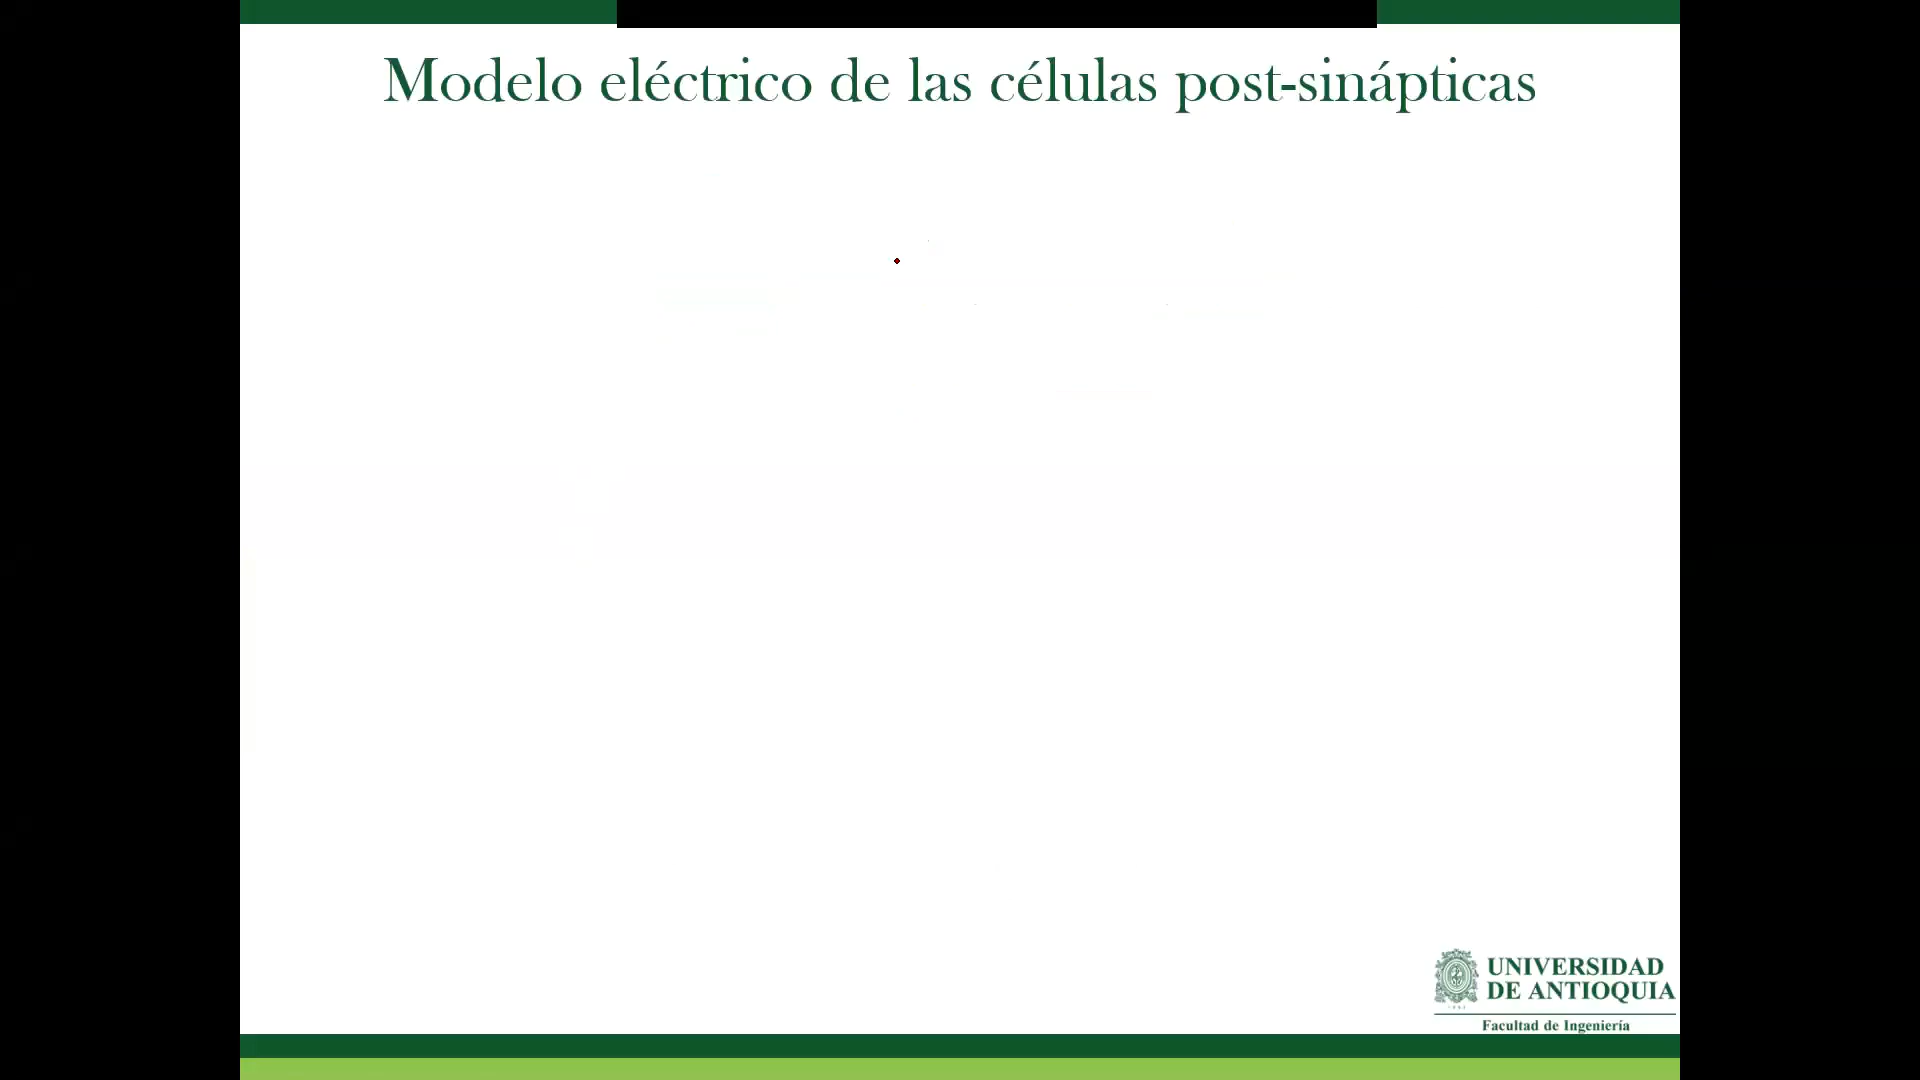 Modelo eléctrico de las células post-sinápticas
UNIVERSIDAD
DE ANTIOQUIA
Facultad de Ingeniería